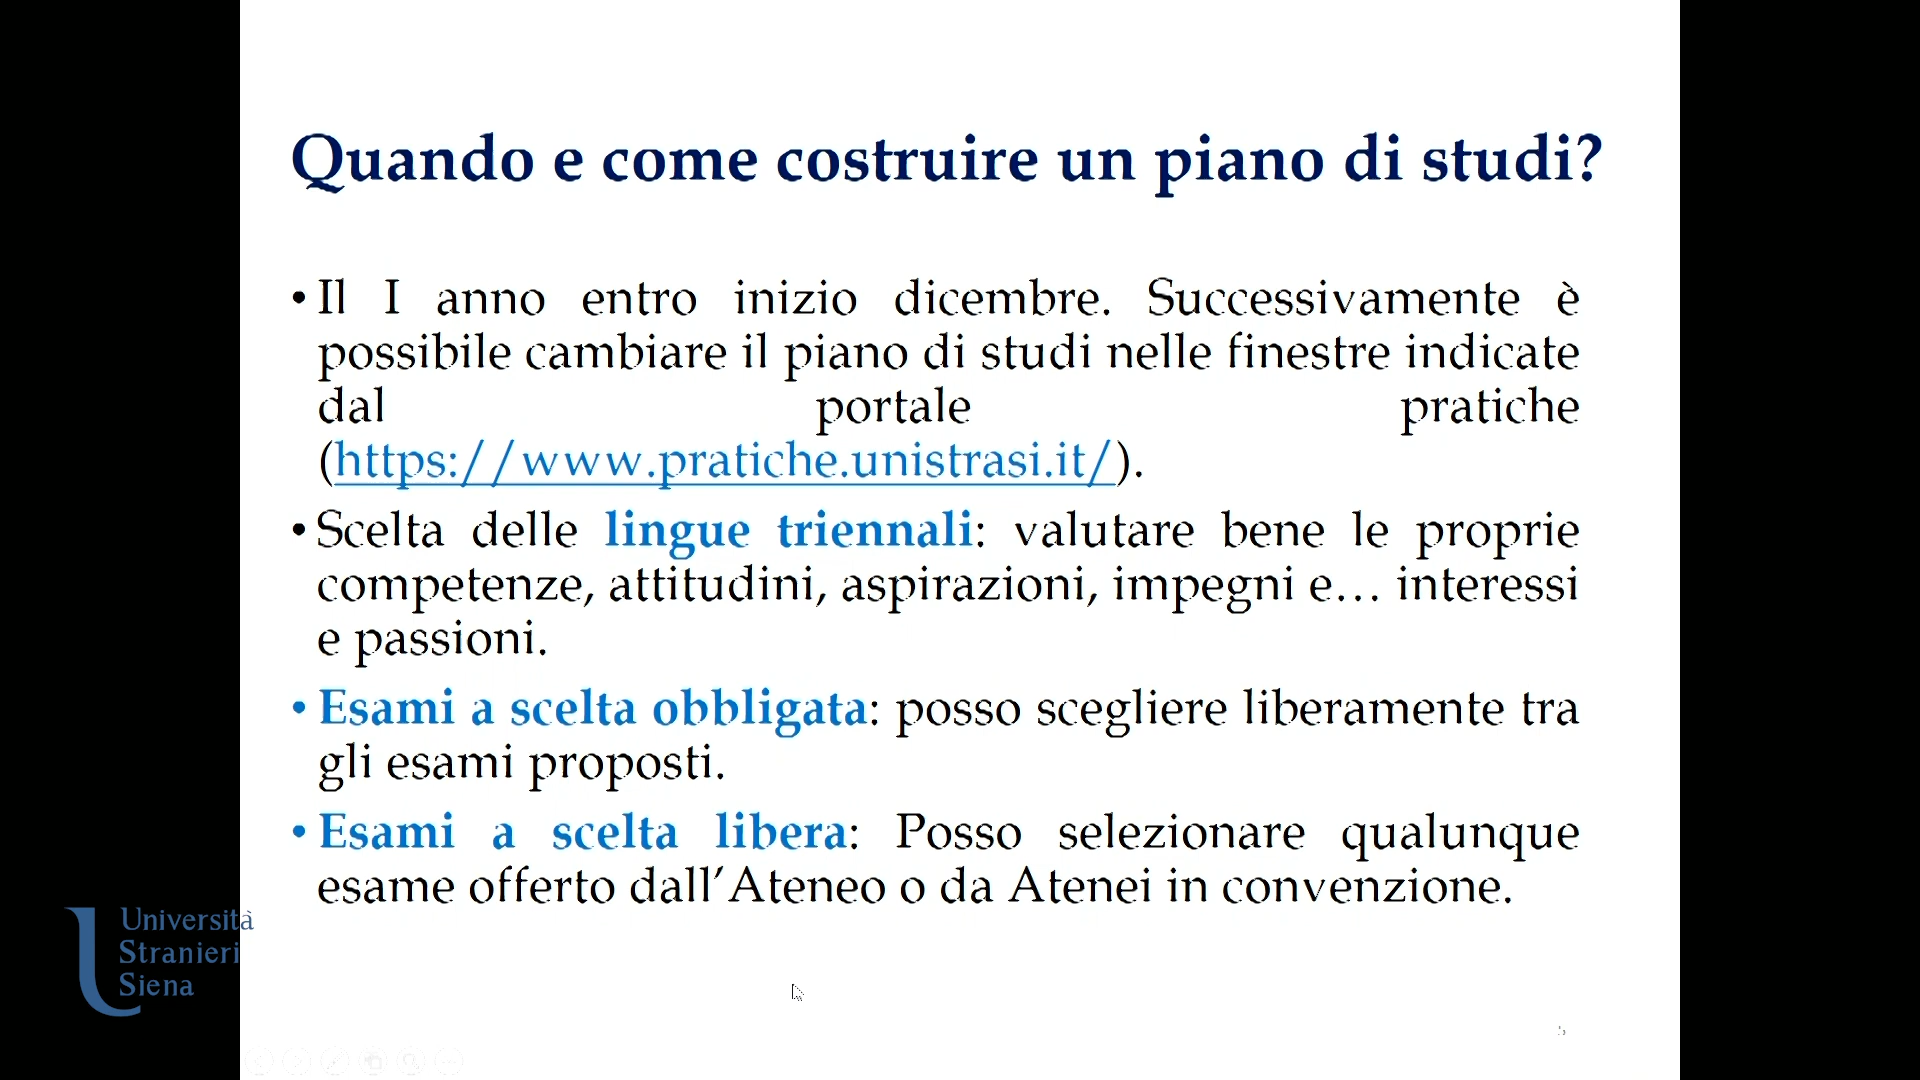 Quando e come costruire un piano di studi?
• Il I anno entro inizio dicembre. Successivamente è
possibile cambiare il piano di studi nelle finestre indicate
dal portale pratiche
(https://www.pratiche.unistrasi.it/).
• Scelta delle lingue triennali: valutare bene le proprie
competenze, attitudini, aspirazioni, impegni e… interessi
e passioni.
• Esami a scelta obbligata: posso scegliere liberamente tra
gli esami proposti.
• Esami a scelta libera: Posso selezionare qualunque
esame offerto dall’Ateneo o da Atenei in convenzione.
Università
Stranieri
Siena